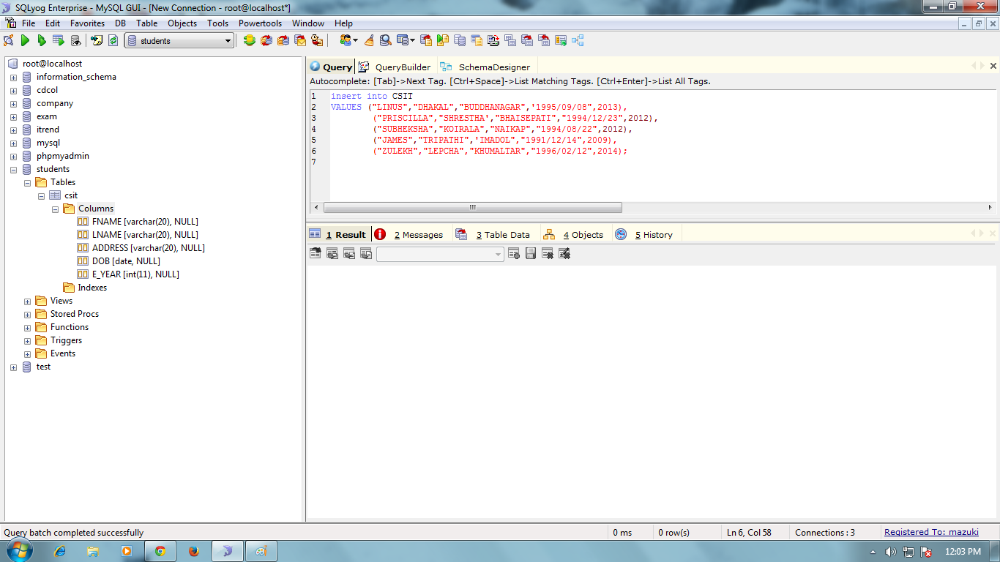 SQLyog Enterprise - MySQL GUI - [New Connection - root@localhost*]
File Edit Favorites DB Table Objects Tools Powertools Window Help
students
root@localhost
information_schema
cdcol
company
exam
itrend
mysql
phpmyadmin
students
Tables
csit
Columns
FNAME [varchar(20), NULL]
LNAME [varchar(20), NULL]
ADDRESS [varchar(20), NULL]
DOB [date, NULL]
E_YEAR [int(11), NULL]
Indexes
Views
Stored Procs
Functions
Triggers
Events
test
Query QueryBuilder SchemaDesigner
Autocomplete: [Tab]->Next Tag. [Ctrl+Space]->List Matching Tags. [Ctrl+Enter]->List All Tags.
1 insert into CSIT
2 VALUES ("LINUS","DHAKAL","BUDDHANAGAR",'1995/09/08",2013),
3 ("PRISCILLA","SHRESTHA',"BHAISEPATI","1994/12/23",2012),
4 ("SUBHEKSHA","KOIRALA","NAIKAP","1994/08/22",2012),
5 ("JAMES","TRIPATHI",'IMADOL","1991/12/14",2009),
6 ("ZULEKH","LEPCHA","KHUMALTAR","1996/02/12",2014);
7
1 Result 2 Messages 3 Table Data 4 Objects 5 History
Query batch completed successfully 0 ms 0 row(s) Ln 6, Col 58 Connections : 3 Registered To: mazuki
12:03 PM